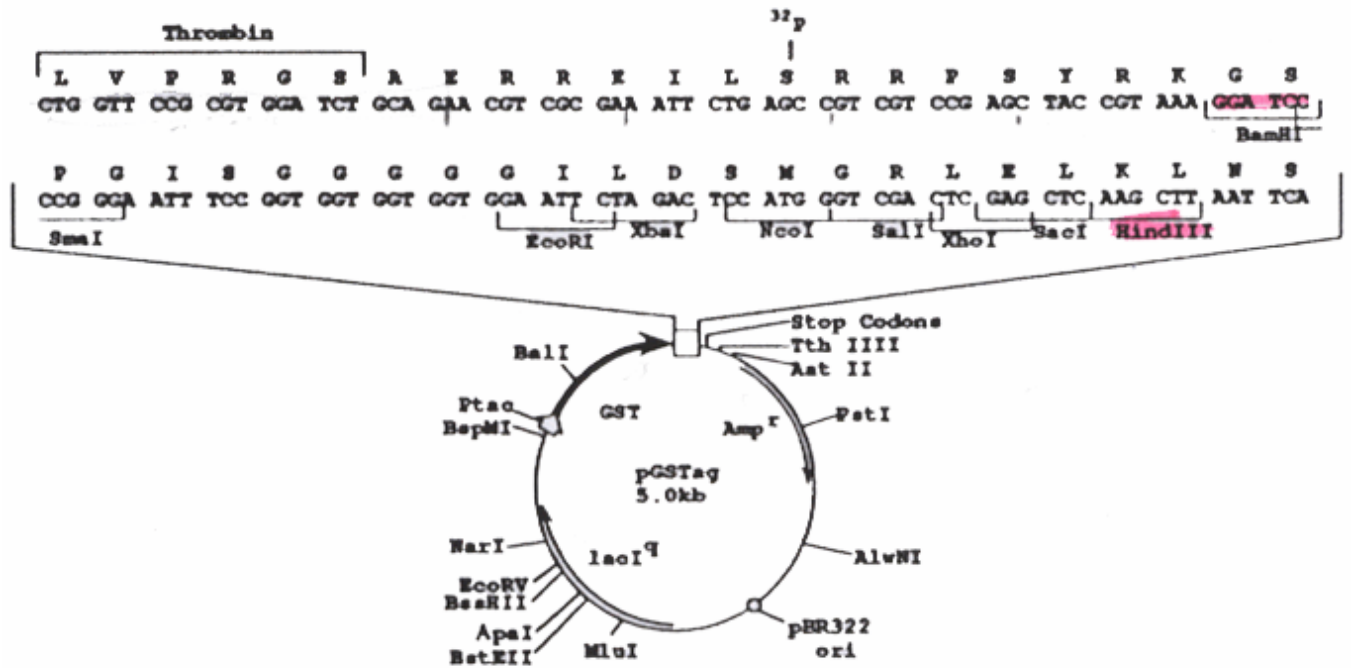 32P
Thrombin
L V P R G S A E R R E I L S R R P S Y R K G S
CTG GTT CCG CGT GGA TCT GCA GAA CGT CGC GAA ATT CTG AGC CGT CGT CCG AGC TAC CGT AAA GGA TCC
BamHI
P G I S G G G G G I L D S M G R L E L K L N S
CCG GGA ATT TCC GGT GGT GGT GGT GGA ATT CTA GAC TCC ATG GGT CGA CTC GAG CTC AAG CTT AAT TCA
SmaI EcoRI XbaI NcoI SalI XhoI SacI HindIII
Stop Codons
BalI Tth IIII
Aat II
Ptac GST Ampr PstI
BspMI
pGSTag
5.0kb
NarI lacIq AlwNI
EcoRV
BssHII
ApaI pBR322
BstEII MluI ori